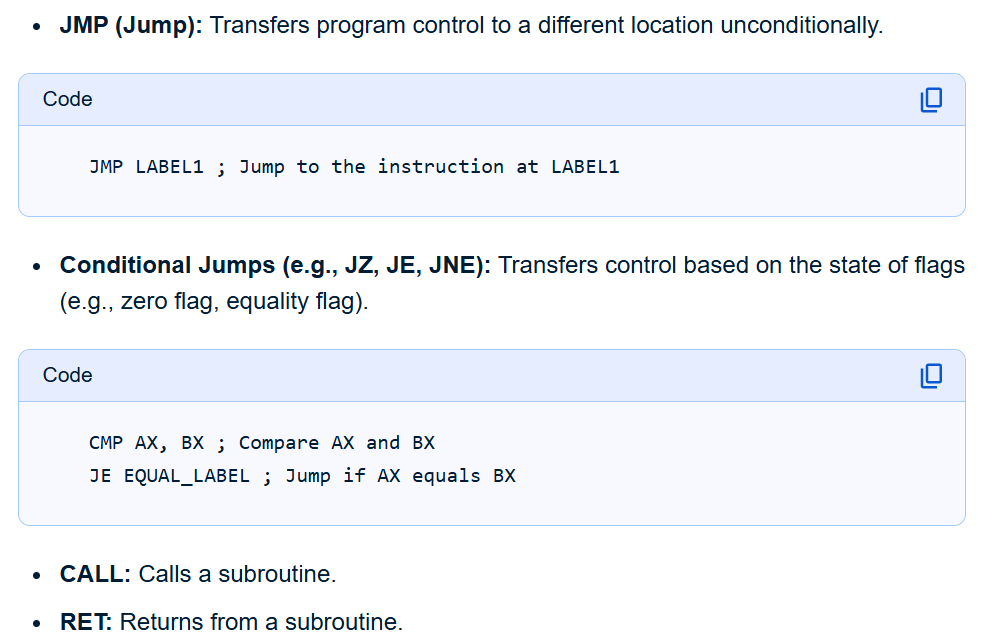 • JMP (Jump): Transfers program control to a different location unconditionally.
Code
JMP LABEL1 ; Jump to the instruction at LABEL1
• Conditional Jumps (e.g., JZ, JE, JNE): Transfers control based on the state of flags
(e.g., zero flag, equality flag).
Code
CMP AX, BX ; Compare AX and BX
JE EQUAL_LABEL ; Jump if AX equals BX
• CALL: Calls a subroutine.
• RET: Returns from a subroutine.